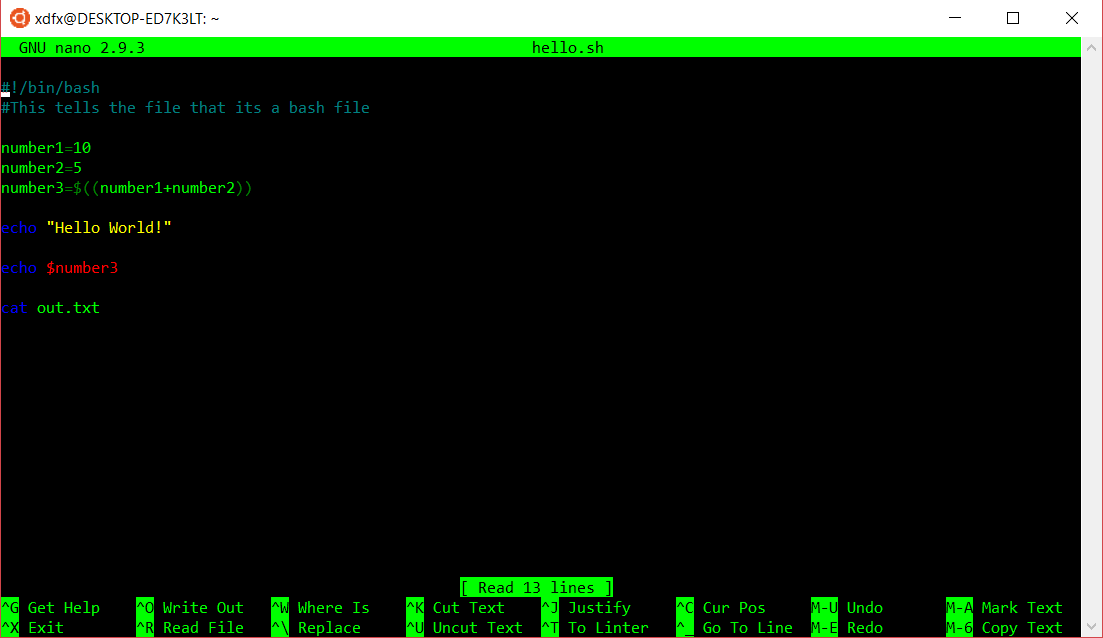 xdfx@DESKTOP-ED7K3LT: ~
GNU nano 2.9.3 hello.sh
#!/bin/bash
#This tells the file that its a bash file
number1=10
number2=5
number3=$((number1+number2))
echo "Hello World!"
echo $number3
cat out.txt
[ Read 13 lines ]
^G Get Help ^O Write Out ^W Where Is ^K Cut Text ^J Justify ^C Cur Pos M-U Undo M-A Mark Text
^X Exit ^R Read File ^\ Replace ^U Uncut Text ^T To Linter ^_ Go To Line M-E Redo M-6 Copy Text